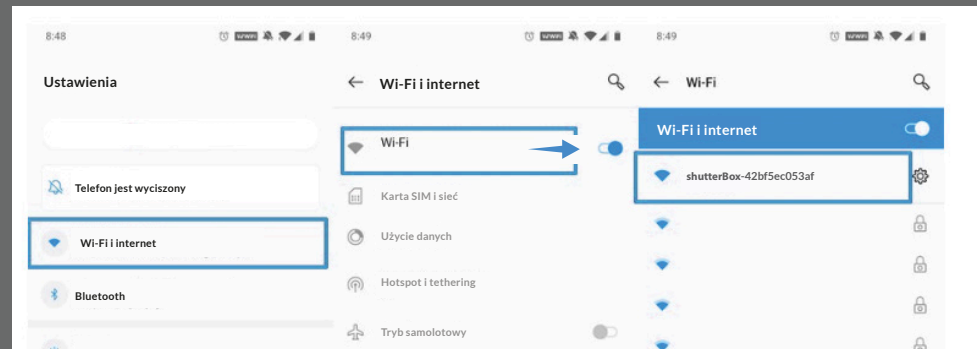 8:48
Ustawienia
Telefon jest wyciszony
Wi-Fi i internet
Bluetooth
8:49
Wi-Fi i internet
Wi-Fi
Karta SIM i sieć
Użycie danych
Hotspot i tethering
Tryb samolotowy
8:49
Wi-Fi
Wi-Fi i internet
shutterBox-42bf5ec053af